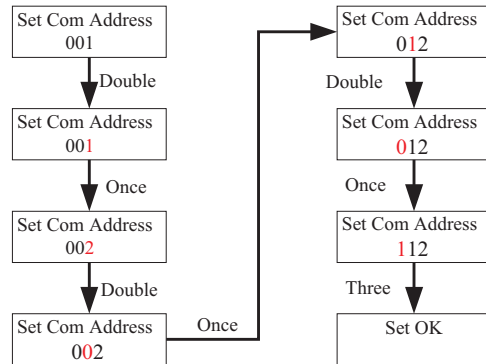 Set Com Address
001
Double
Set Com Address
001
Once
Set Com Address
002
Double
Set Com Address
002
Once
Set Com Address
012
Double
Set Com Address
012
Once
Set Com Address
112
Three
Set OK